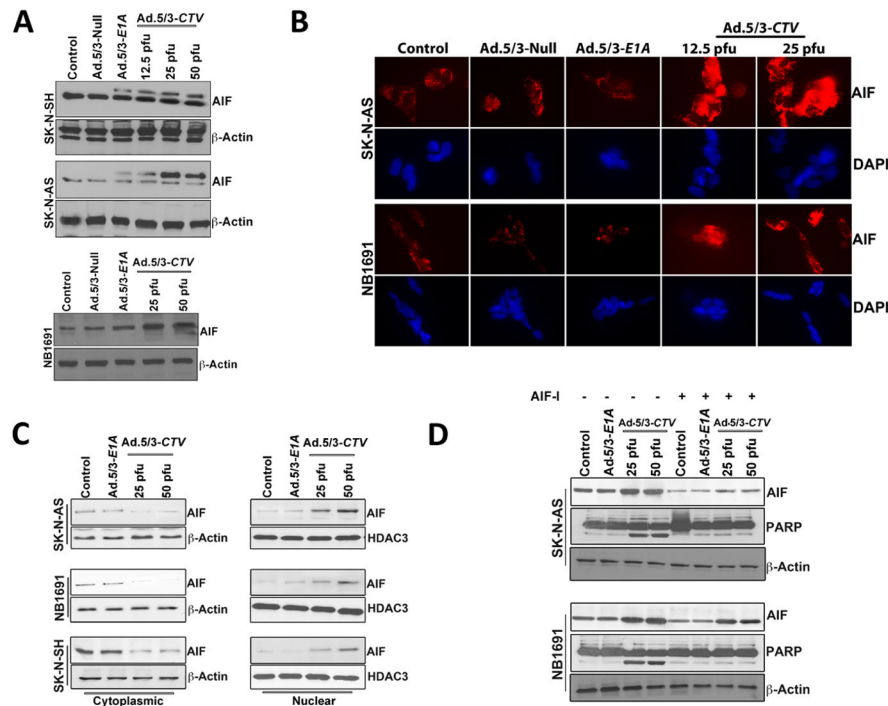 A
Ad.5/3-CTV
Control
Ad.5/3-Null
Ad.5/3-E1A
12.5 pfu
25 pfu
50 pfu
SK-N-SH
AIF
β-Actin
SK-N-AS
AIF
β-Actin
Ad.5/3-CTV
Control
Ad.5/3-Null
Ad.5/3-E1A
25 pfu
50 pfu
NB1691
AIF
β-Actin
B
Ad.5/3-CTV
Control Ad.5/3-Null Ad.5/3-E1A 12.5 pfu 25 pfu
SK-N-AS
AIF
DAPI
NB1691
AIF
DAPI
C
Ad.5/3-CTV
Control
Ad.5/3-E1A
25 pfu
50 pfu
Ad.5/3-CTV
Control
Ad.5/3-E1A
25 pfu
50 pfu
SK-N-AS
AIF
β-Actin
AIF
HDAC3
NB1691
AIF
β-Actin
AIF
HDAC3
SK-N-SH
AIF
β-Actin
AIF
HDAC3
Cytoplasmic
Nuclear
D
AIF-I - - - - + + + +
Control
Ad-5/3-E1A
Ad-5/3-CTV
25 pfu
50 pfu
Control
Ad-5/3-E1A
Ad-5/3-CTV
25 pfu
50 pfu
SK-N-AS
AIF
PARP
β-Actin
NB1691
AIF
PARP
β-Actin